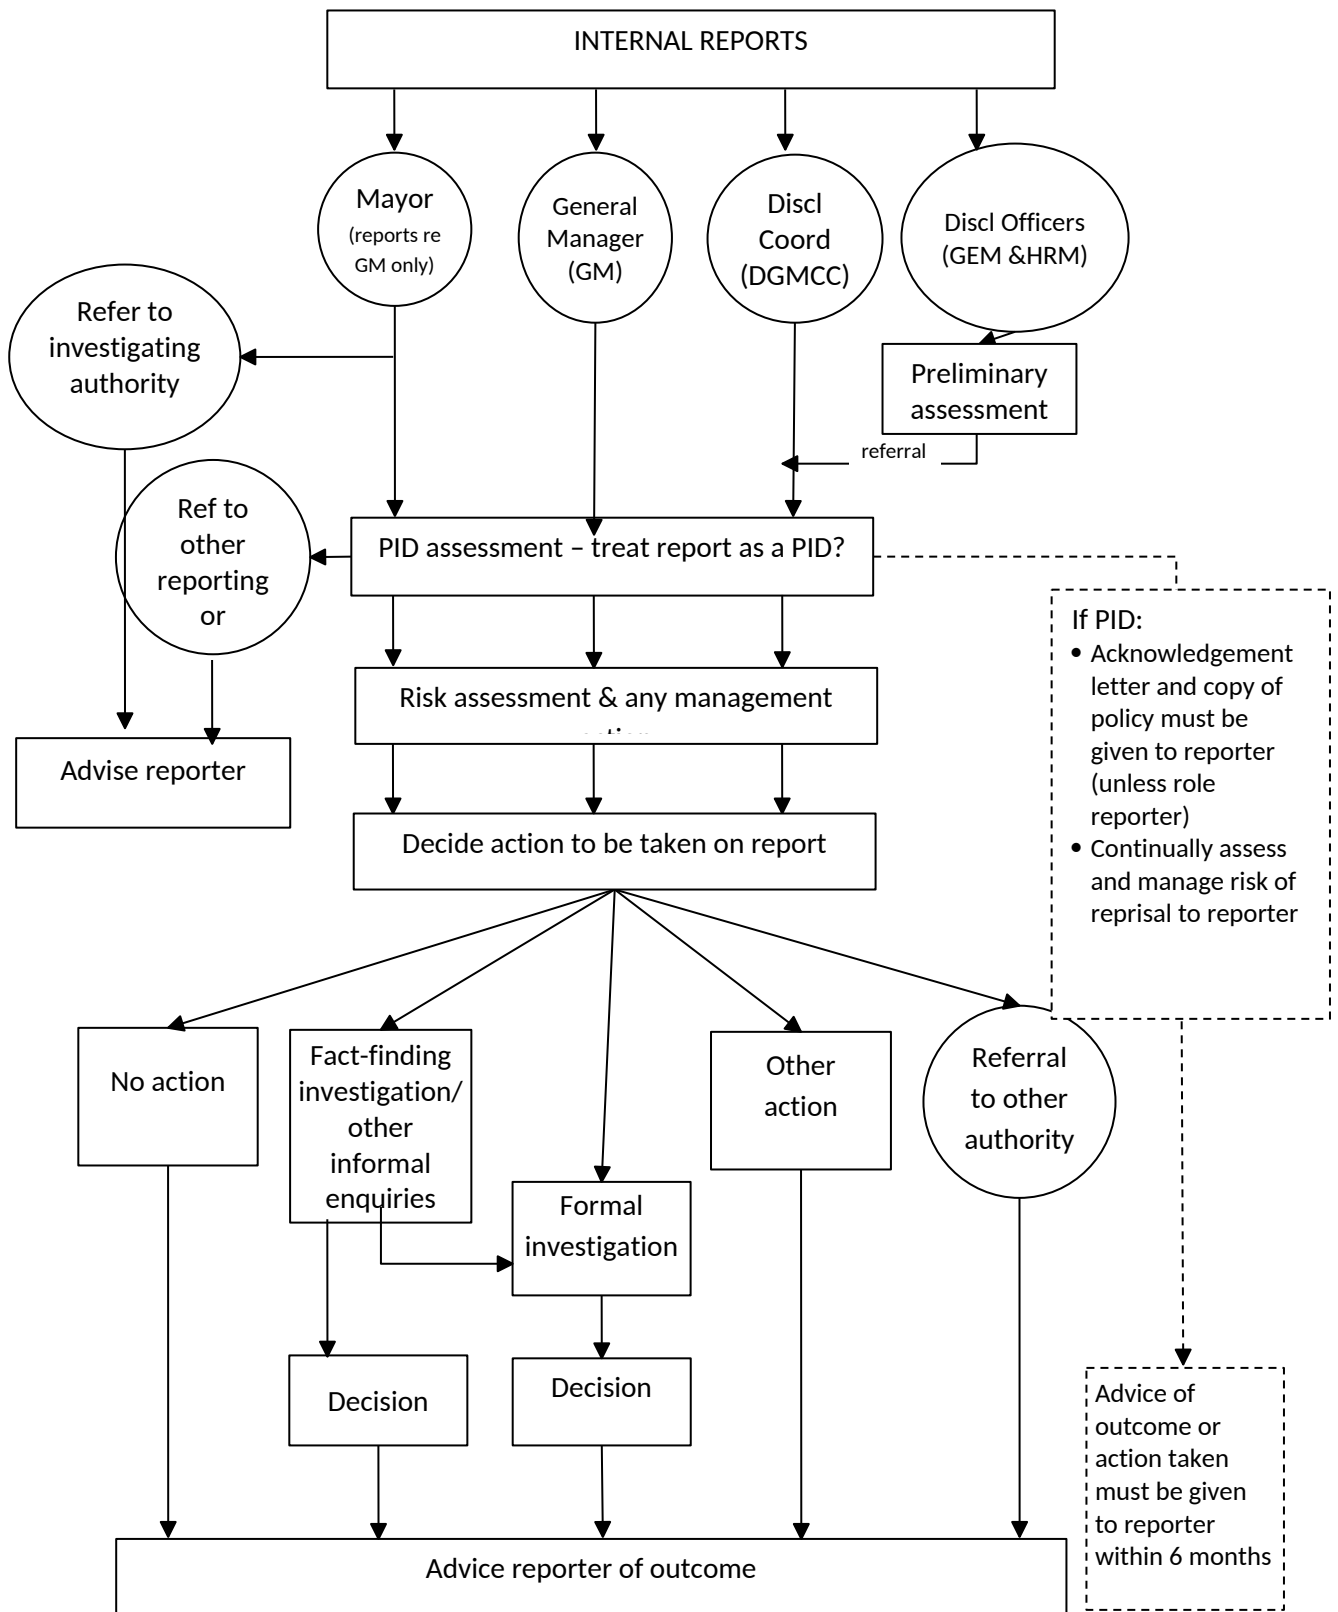 INTERNAL REPORTS
Mayor
(reports re
GM only)
General
Manager
(GM)
Discl
Coord
(DGMCC)
Discl Officers
(GEM &HRM)
Refer to
investigating
authority
Preliminary
assessment
referral
Ref to
other
reporting
or
PID assessment – treat report as a PID?
If PID:
• Acknowledgement
letter and copy of
policy must be
given to reporter
(unless role
reporter)
• Continually assess
and manage risk of
reprisal to reporter
Risk assessment & any management
Advise reporter
Decide action to be taken on report
No action
Fact-finding
investigation/
other
informal
enquiries
Formal
investigation
Other
action
Referral
to other
authority
Decision
Decision
Advice of
outcome or
action taken
must be given
to reporter
within 6 months
Advice reporter of outcome